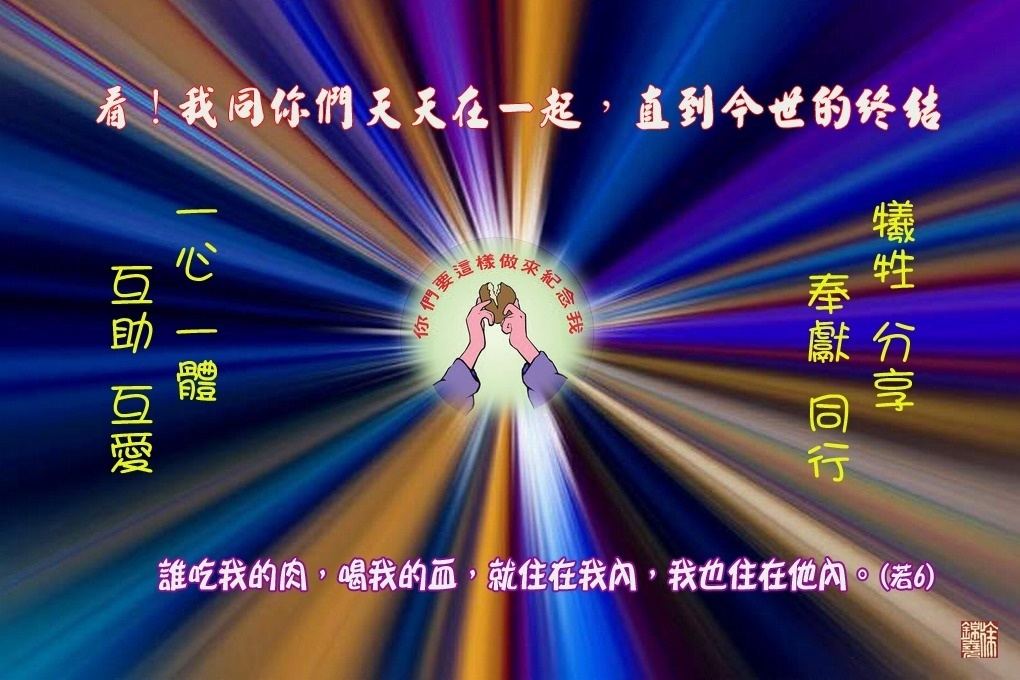 看！我同你們天天在一起，直到今世的終結
犧牲 分享
奉獻 同行
你們要這樣做來紀念我
一心 一體
互助 互愛
誰吃我的肉，喝我的血，就住在我內，我也住在他內。(若6)